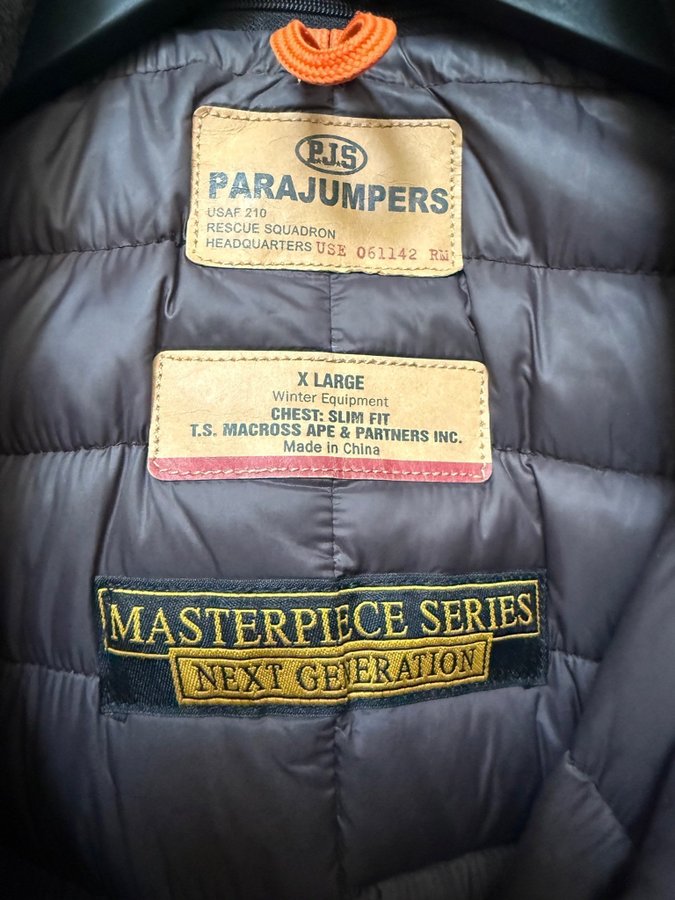 P.J.S
PARAJUMPERS
USAF 210
RESCUE SQUADRON
HEADQUARTERS USE 061142 RW
X LARGE
Winter Equipment
CHEST: SLIM FIT
T.S. MACROSS APE & PARTNERS INC.
Made in China
MASTERPIECE SERIES
NEXT GENERATION